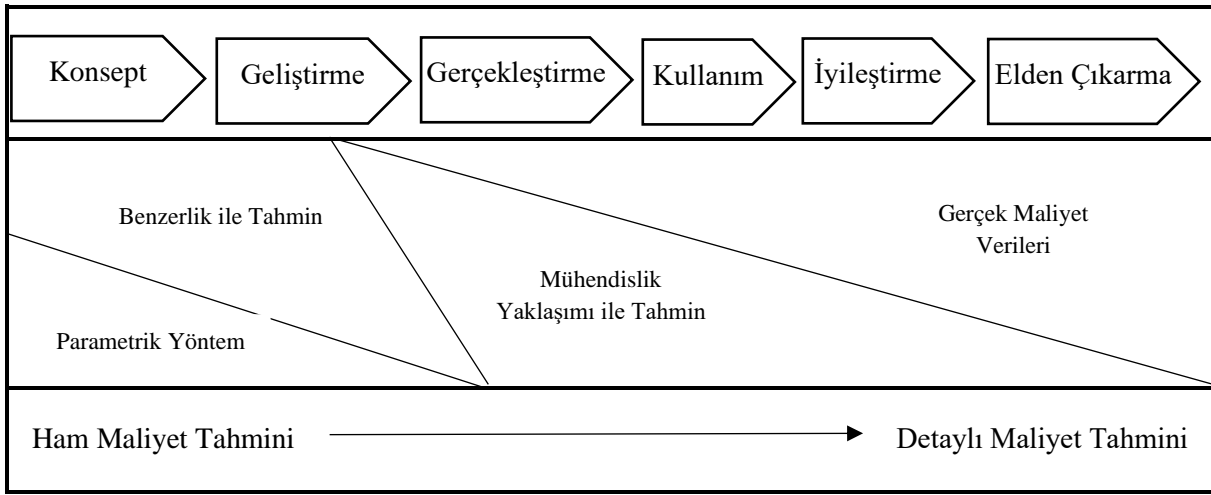 Konsept
Geliştirme
Gerçekleştirme
Kullanım
İyileştirme
Elden Çıkarma
Benzerlik ile Tahmin
Gerçek Maliyet
Verileri
Mühendislik
Yaklaşımı ile Tahmin
Parametrik Yöntem
Ham Maliyet Tahmini
Detaylı Maliyet Tahmini